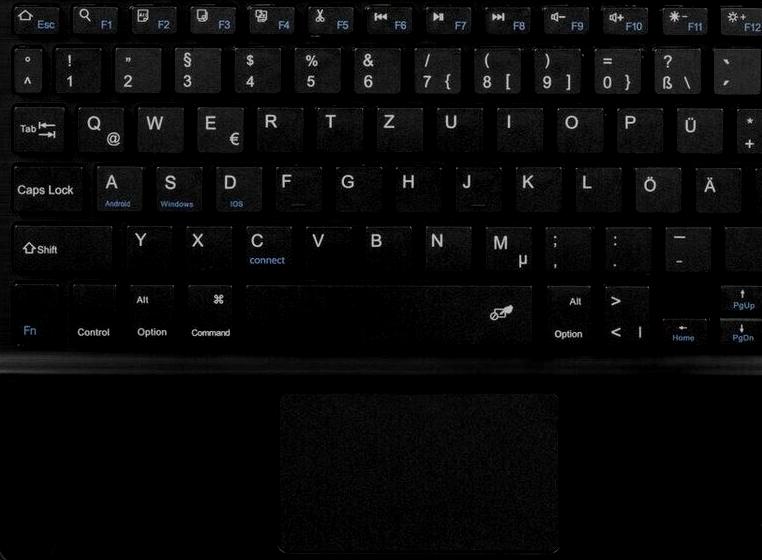 Esc F1 F2 F3 F4 F5 F6 F7 F8 F9 F10 F11 F12
° ! " § $ % & / ( ) = ? `
^ 1 2 3 4 5 6 7 { 8 [ 9 ] 0 } ß \ ´
Tab Q @ W E € R T Z U I O P Ü * +
Caps Lock A S D F G H J K L Ö Ä
Android Windows IOS
Shift Y X C V B N M µ ; , : . _ -
connect
Alt ⌘ Alt > ↑ PgUp
Fn Control Option Command Option < | ← Home ↓ PgDn